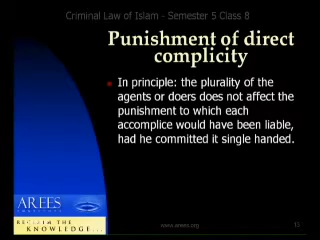 Criminal Law of Islam - Semester 5 Class 8
Punishment of direct
complicity
In principle: the plurality of the
agents or doers does not affect the
punishment to which each
accomplice would have been liable,
had he committed it single handed.
AREES
RECLAIM THE
KNOWLEDGE
www.arees.org